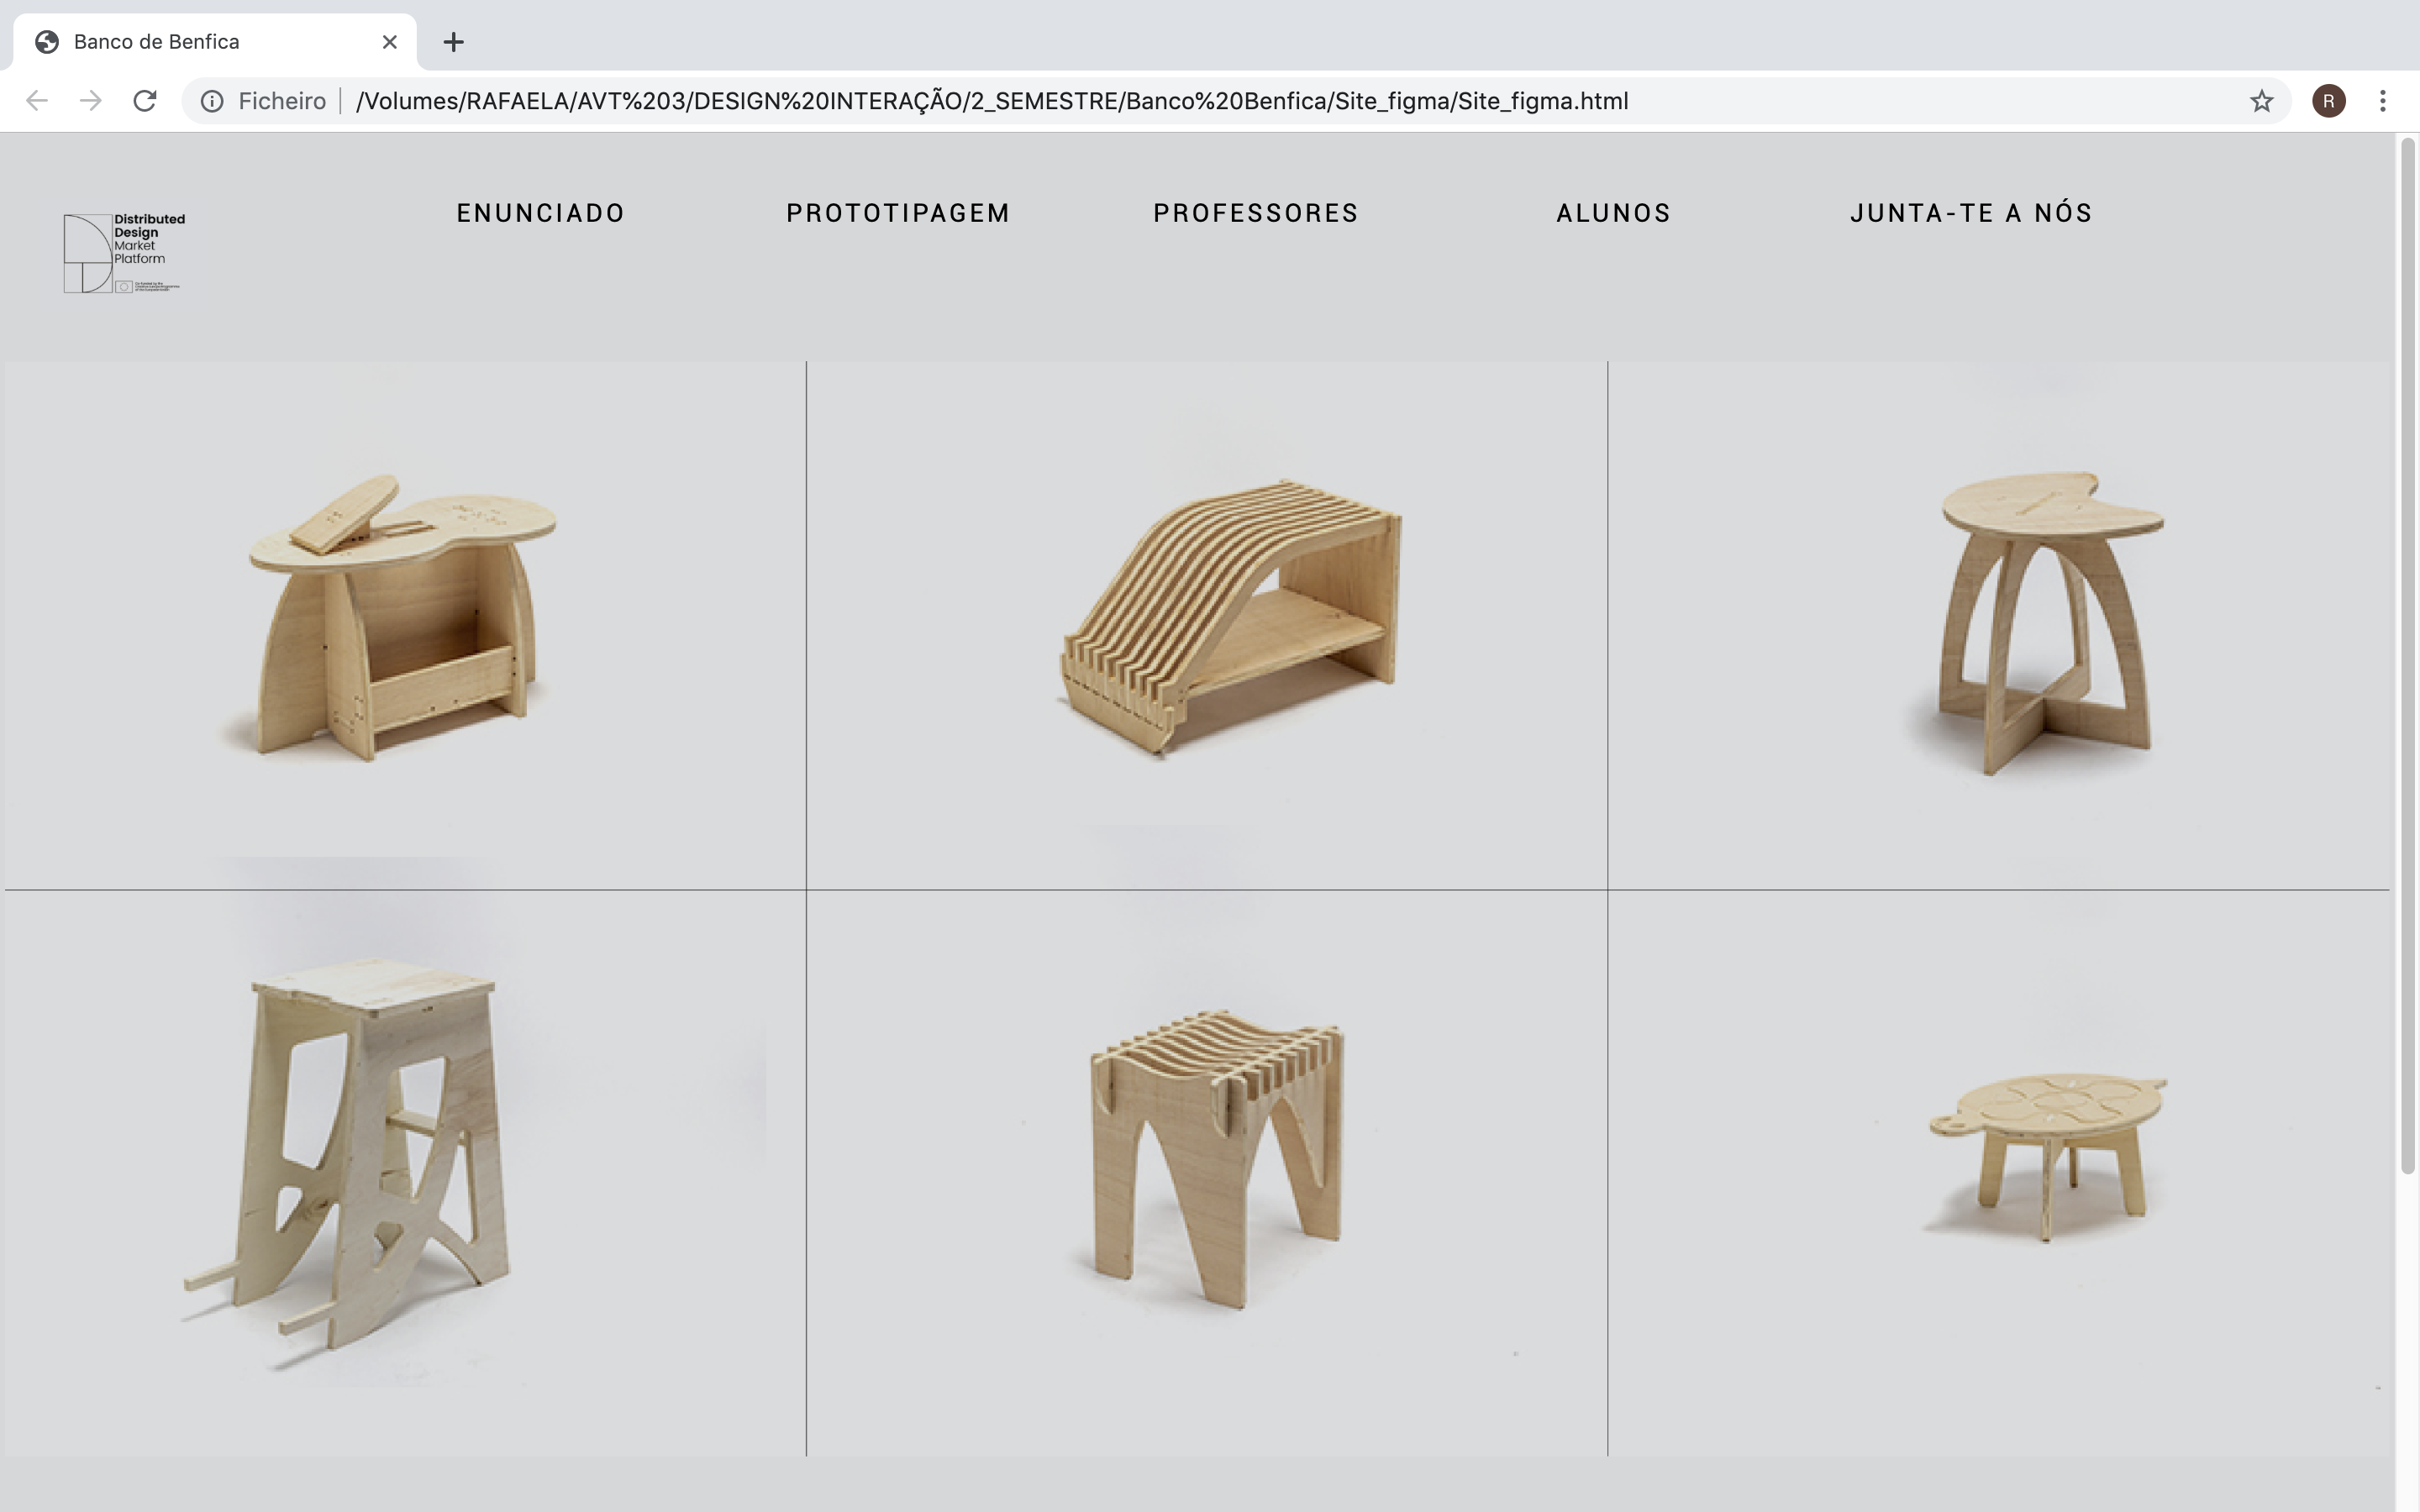 Banco de Benfica
Ficheiro
/Volumes/RAFAELA/AVT%203/DESIGN%20INTERAÇÃO/2_SEMESTRE/Banco%20Benfica/Site_figma/Site_figma.html
R
ENUNCIADO
PROTOTIPAGEM
PROFESSORES
ALUNOS
JUNTA-TE A NÓS
Distributed
Design
Market
Platform